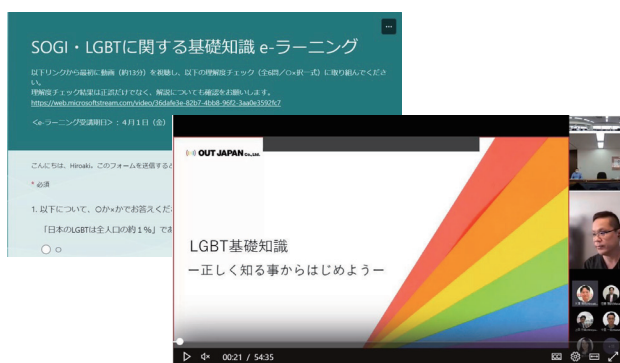 SOGI・LGBTに関する基礎知識 e-ラーニング
以下リンクから最初に動画（約13分）を視聴し、以下の理解度チェック（全6問／○×択一式）に取り組んでくださ
い。
理解度チェック結果は正誤だけでなく、解説についても確認をお願いします。
https://web.microsoftstream.com/video/36dafe3e-82b7-4bb8-96f2-3aa0e3592fc7
<e-ラーニング受講期日>：4月1日（金）
こんにちは、Hiroaki。このフォームを送信すると
* 必須
1. 以下について、○か×かでお答えくだ
「日本のLGBTは全人口の約１%」であ
○
OUT JAPAN Co.,Ltd.
LGBT基礎知識
ー正しく知る事からはじめようー
00:21 / 54:35